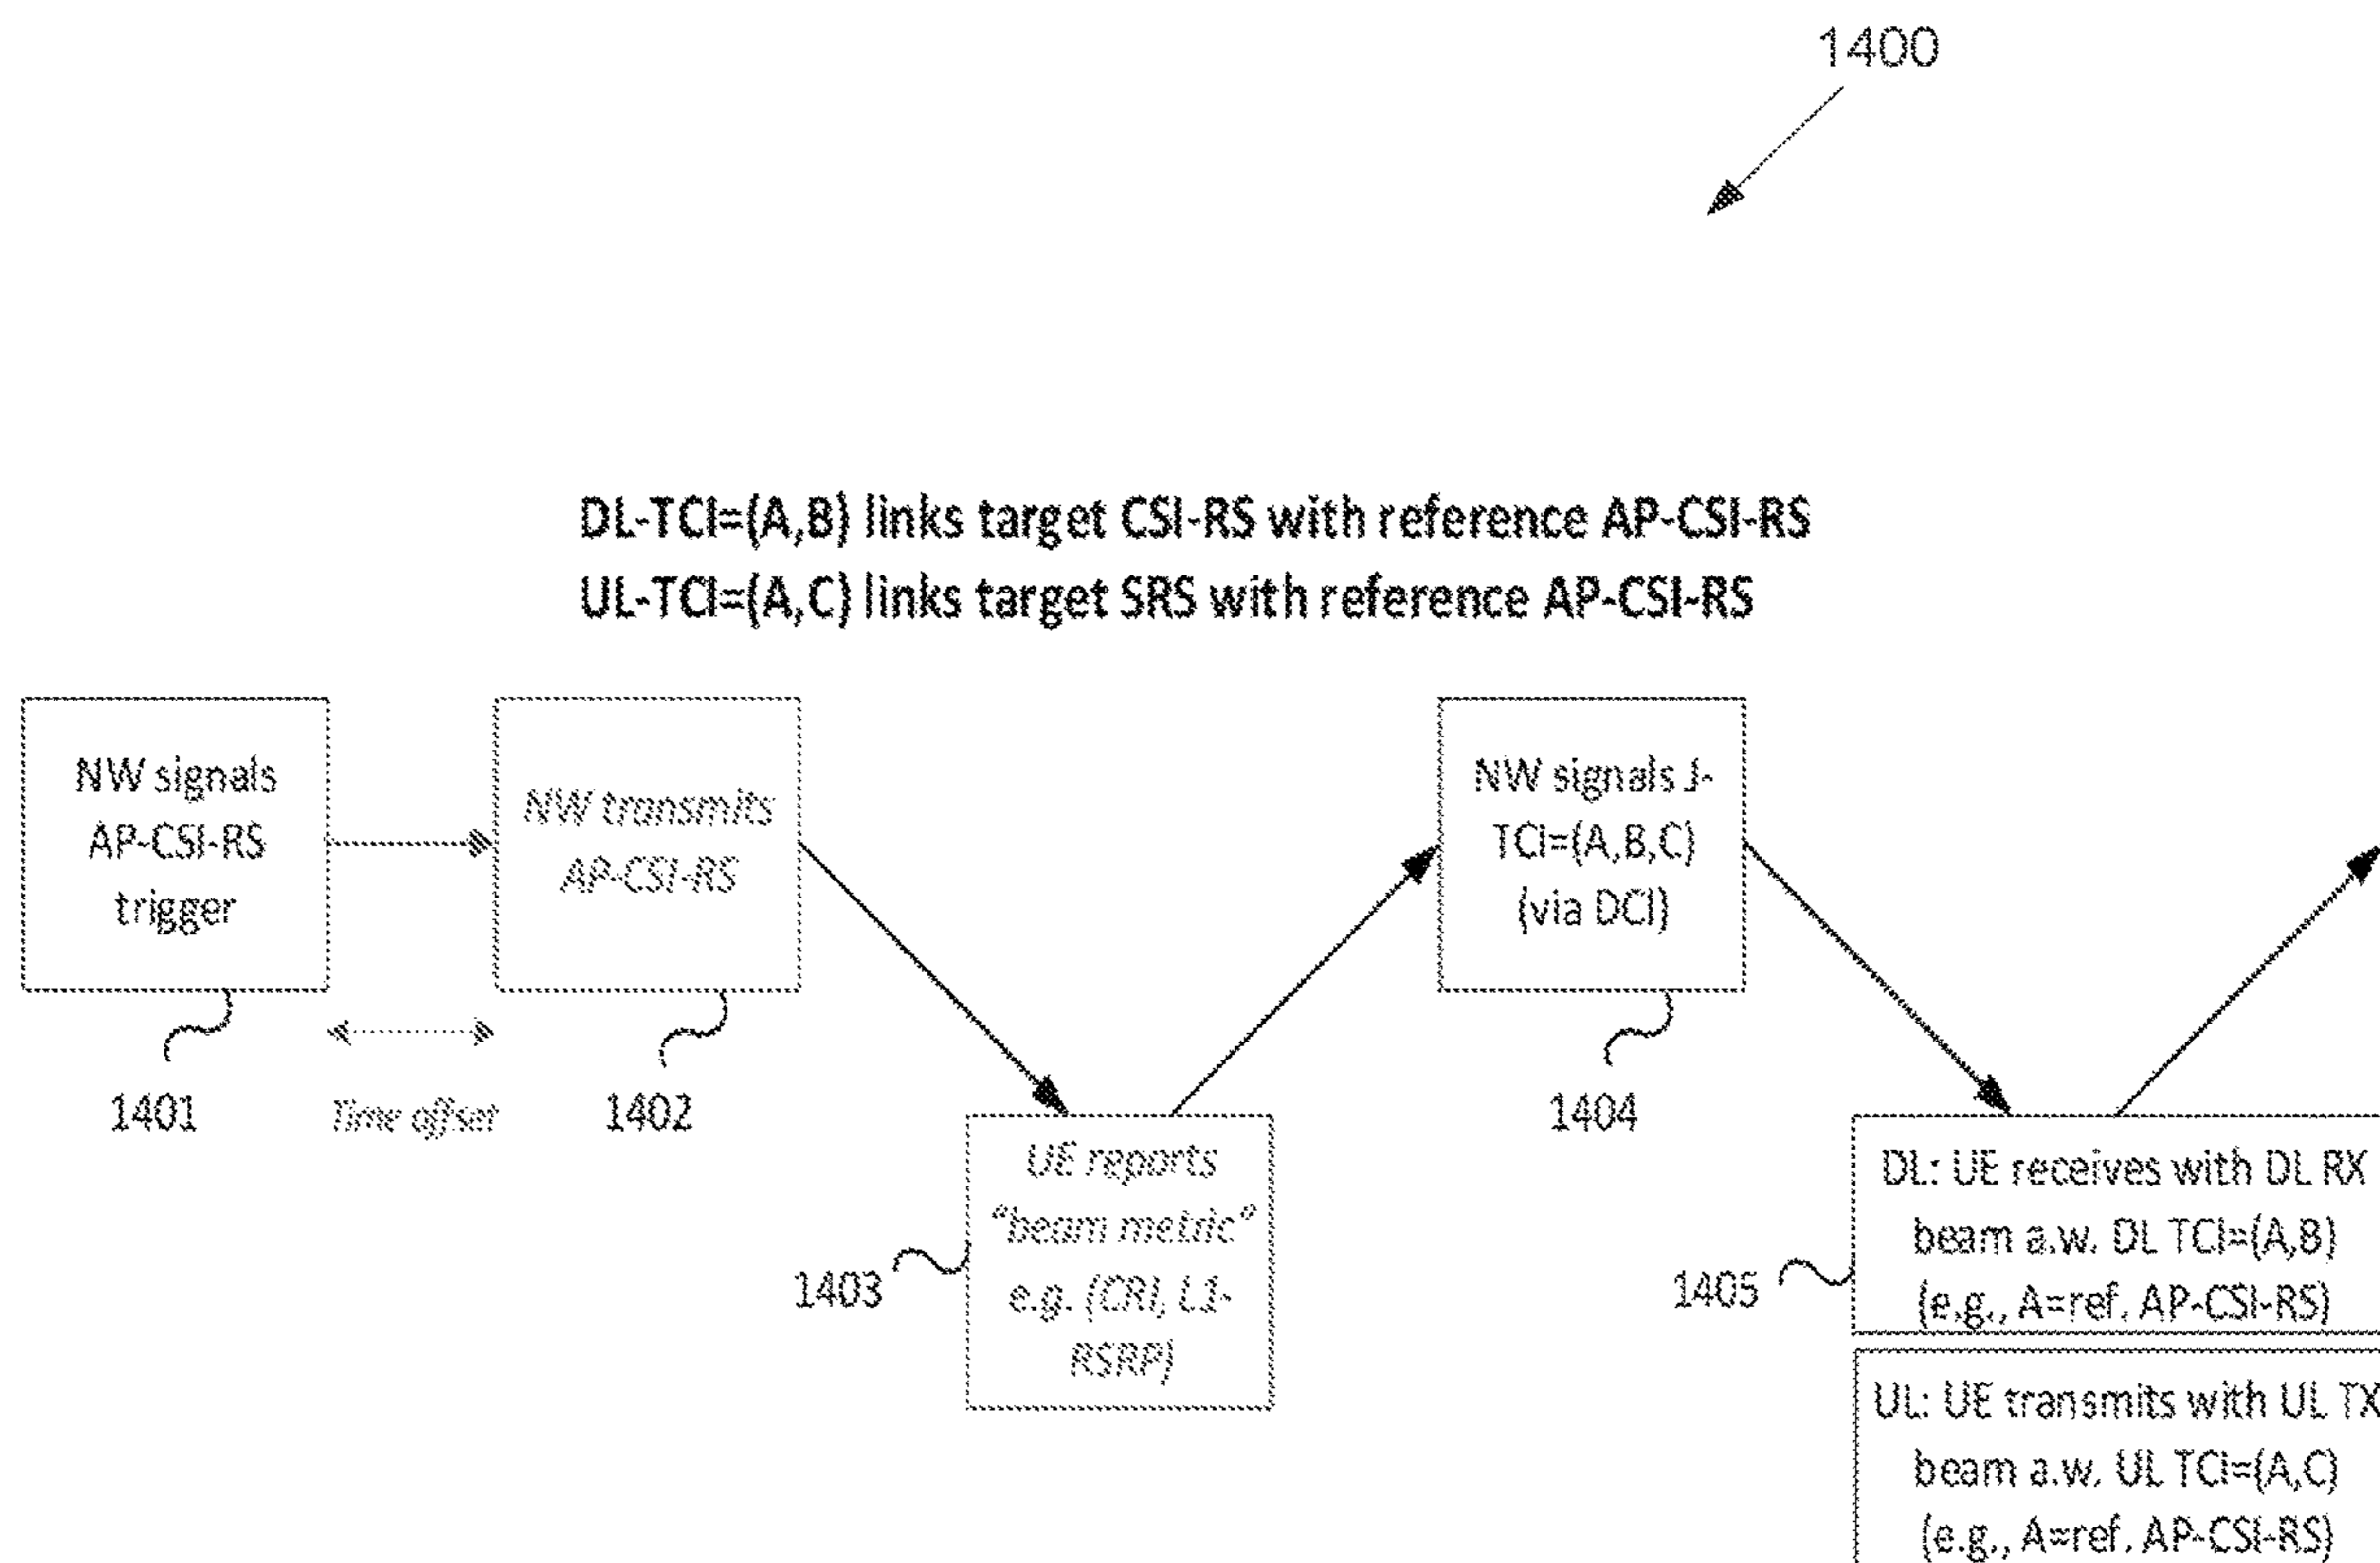 1400
DL-TCI=(A,B) links target CSI-RS with reference AP-CSI-RS
UL-TCI=(A,C) links target SRS with reference AP-CSI-RS
NW signals
AP-CSI-RS
trigger
1401
Time offset
NW transmits
AP-CSI-RS
1402
UE reports
“beam metric”
e.g. (CRI, L1-
RSRP)
1403
NW signals J-
TCI=(A,B,C)
(via DCI)
1404
DL: UE receives with DL RX
beam a.w. DL TCI=(A,B)
(e.g., A=ref. AP-CSI-RS)
1405
UL: UE transmits with UL TX
beam a.w. UL TCI=(A,C)
(e.g., A=ref. AP-CSI-RS)